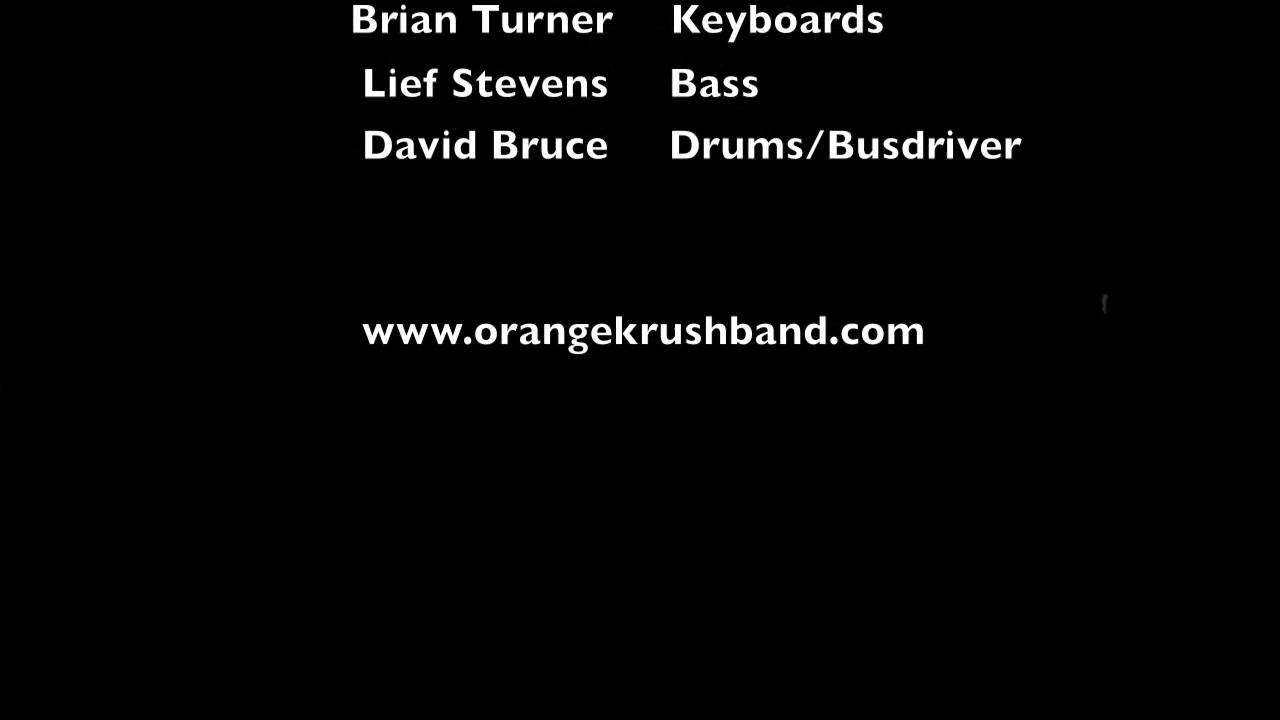 Brian Turner Keyboards
Lief Stevens Bass
David Bruce Drums/Busdriver
www.orangekrushband.com